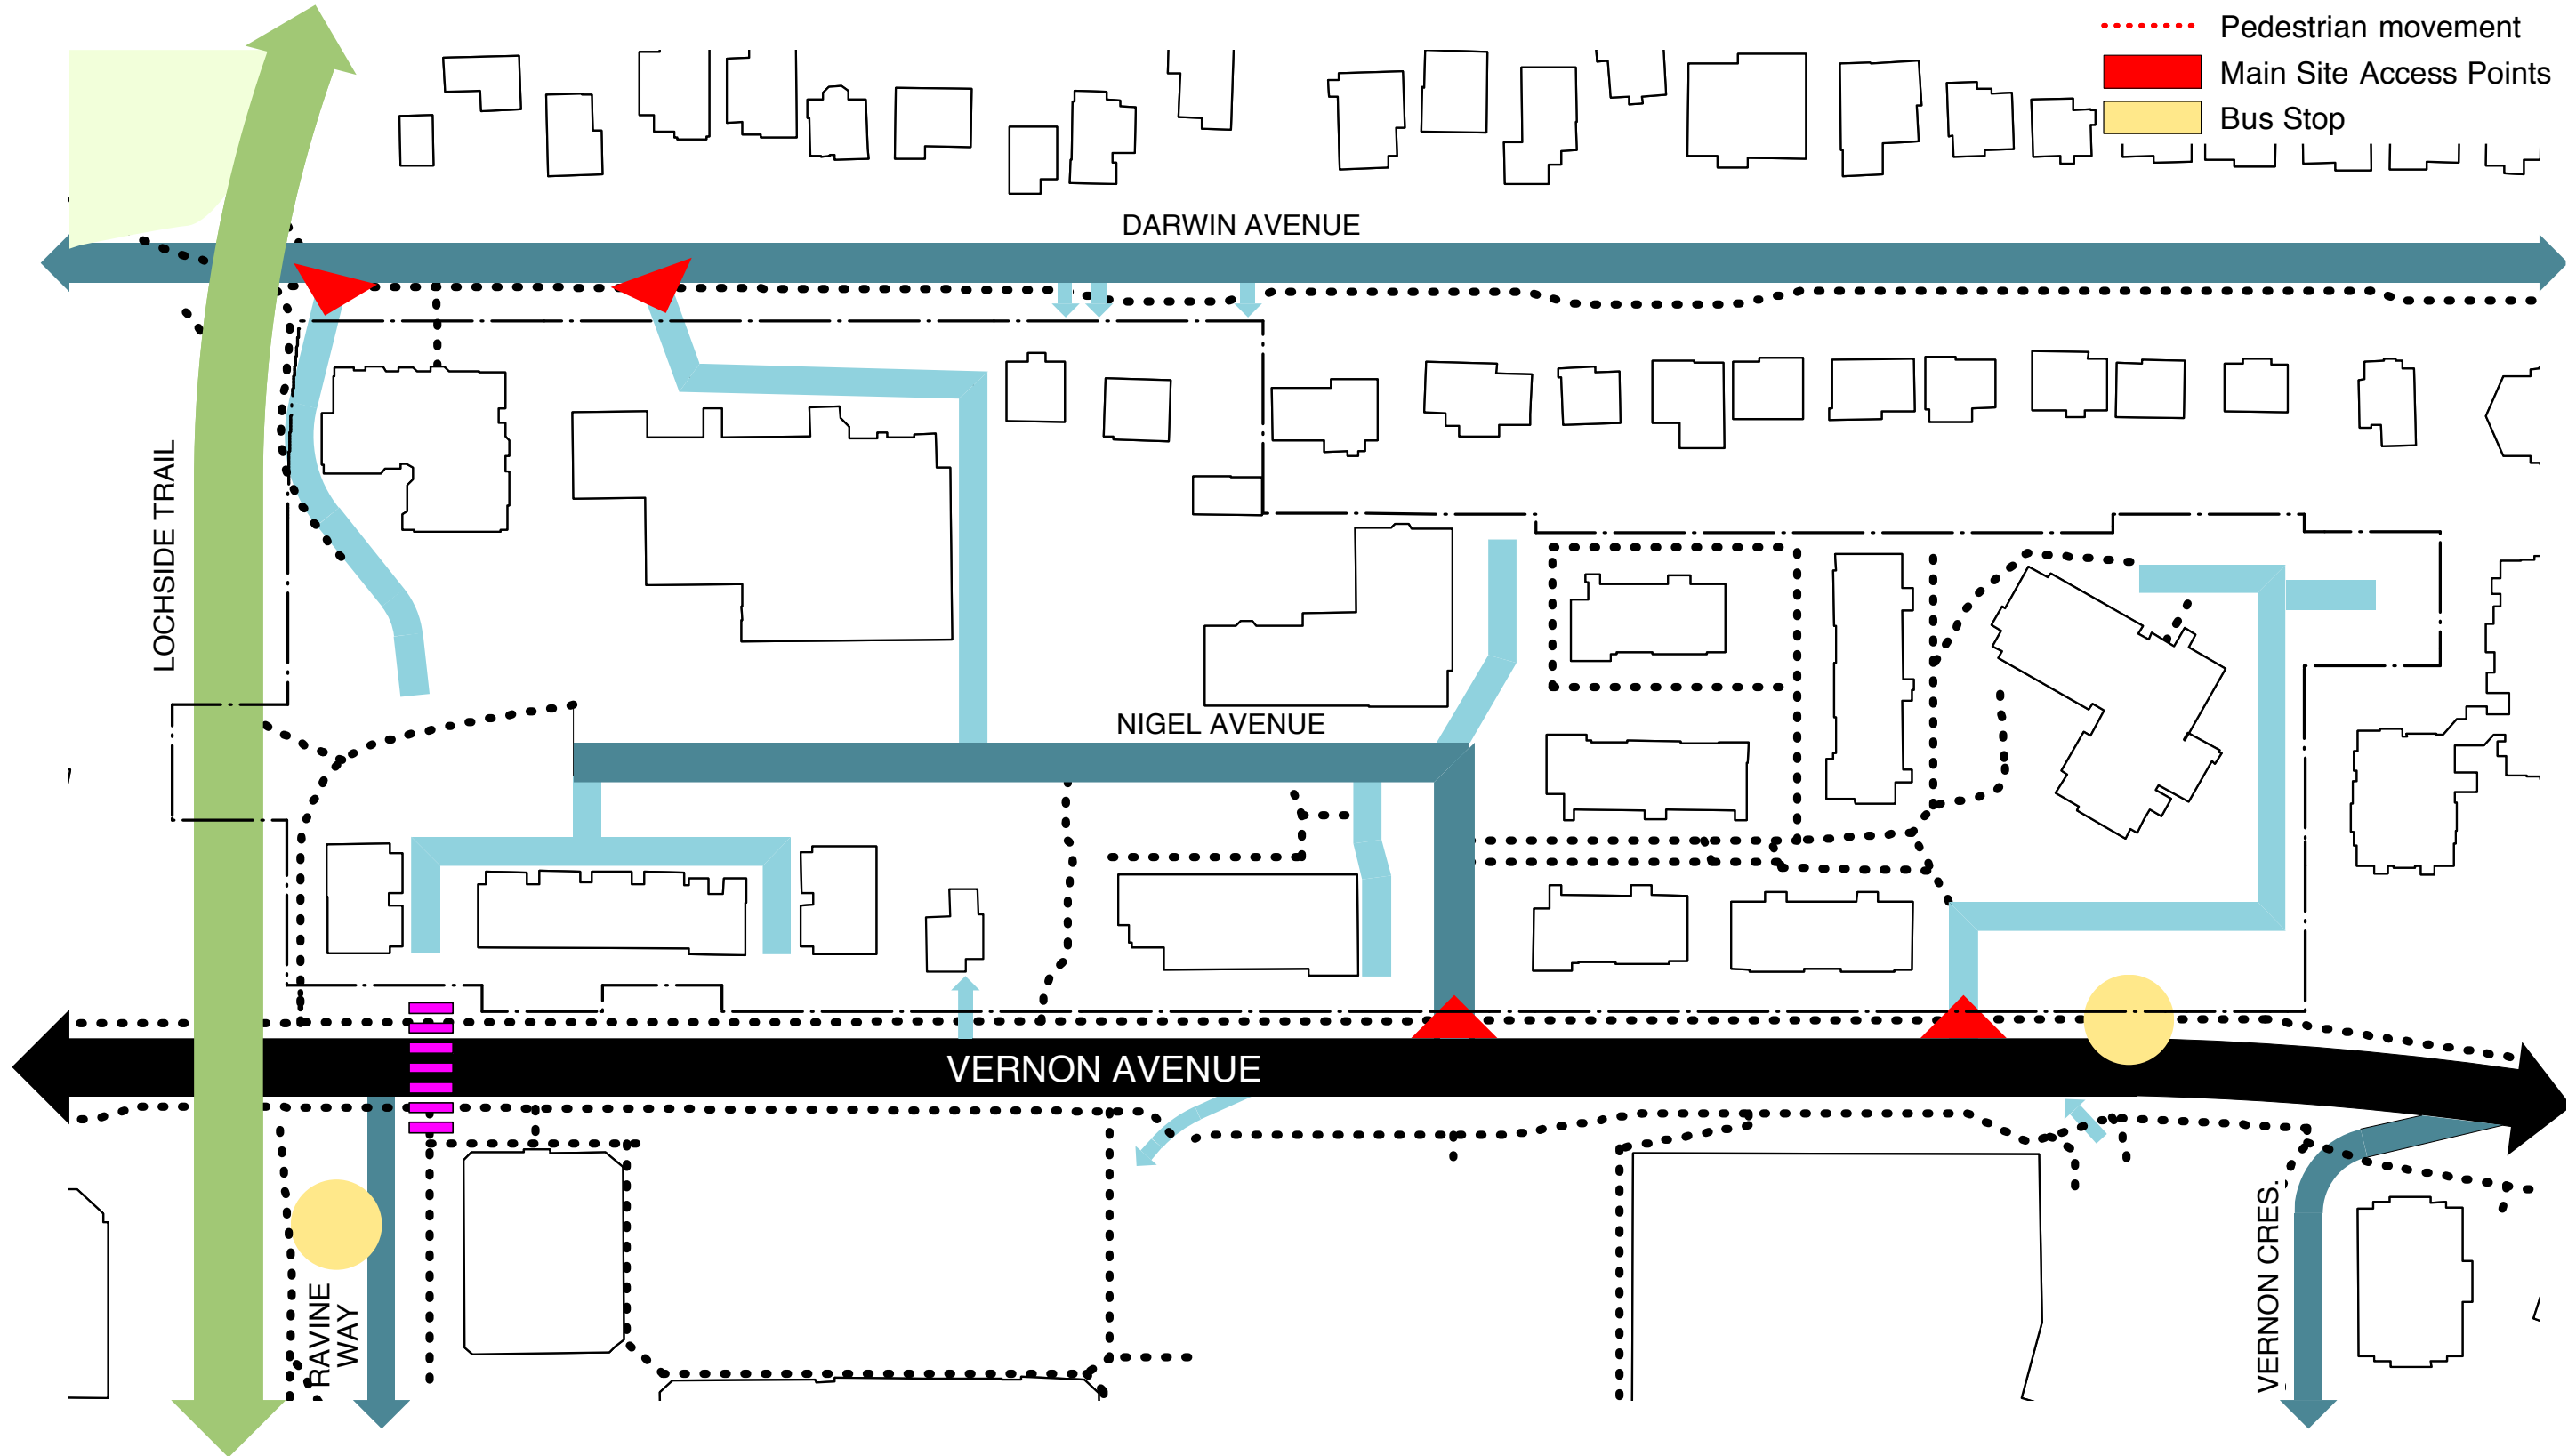 Pedestrian movement
Main Site Access Points
Bus Stop
DARWIN AVENUE
LOCHSIDE TRAIL
NIGEL AVENUE
VERNON AVENUE
RAVINE
WAY
VERNON CRES.